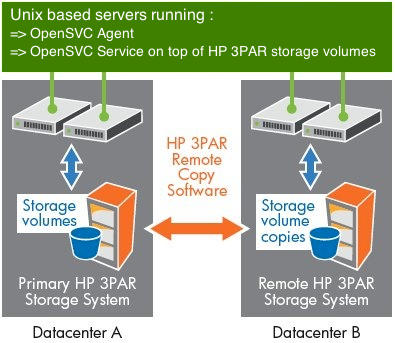 Unix based servers running :
=> OpenSVC Agent
=> OpenSVC Service on top of HP 3PAR storage volumes
HP 3PAR
Remote
Copy
Software
Storage
volumes
Storage
volume
copies
Primary HP 3PAR
Storage System
Remote HP 3PAR
Storage System
Datacenter A
Datacenter B